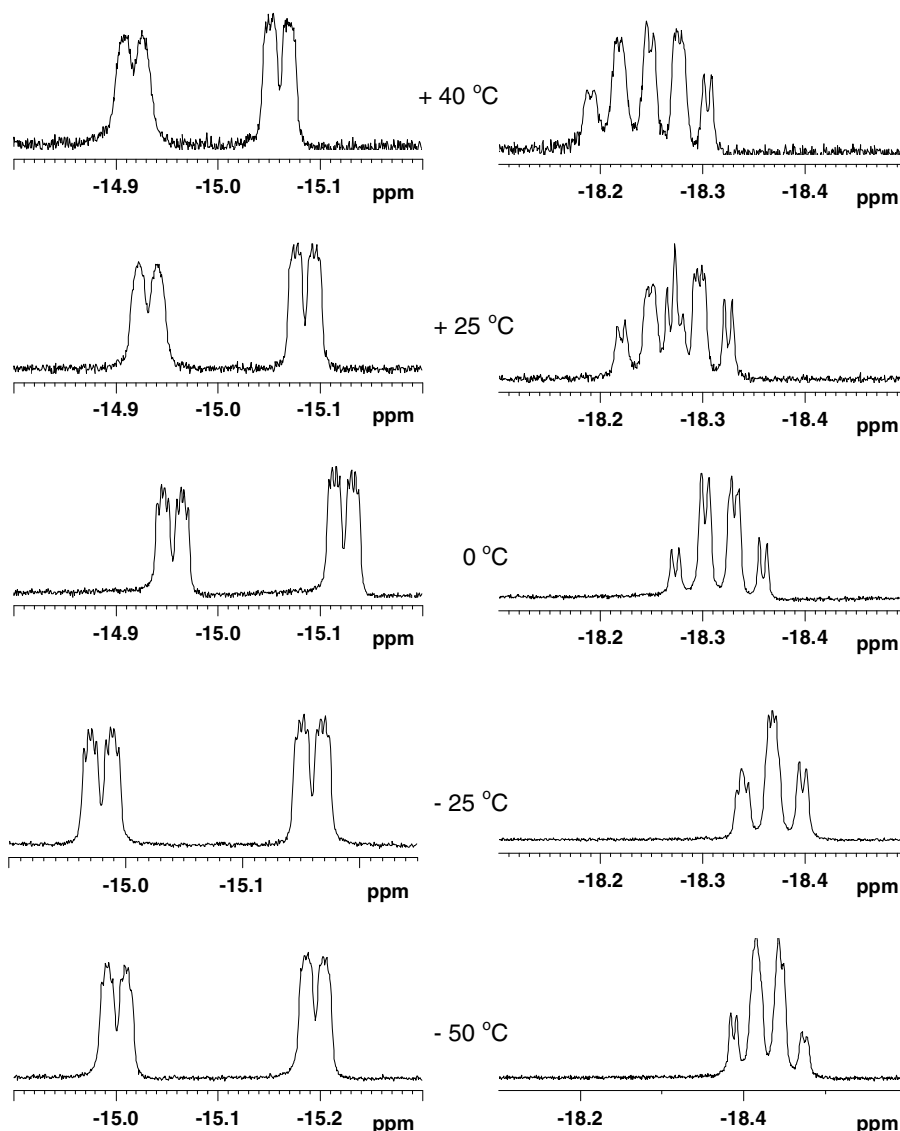 + 40 °C
-14.9 -15.0 -15.1 ppm
-18.2 -18.3 -18.4 ppm
+ 25 °C
-14.9 -15.0 -15.1 ppm
-18.2 -18.3 -18.4 ppm
0 °C
-14.9 -15.0 -15.1 ppm
-18.2 -18.3 -18.4 ppm
- 25 °C
-15.0 -15.1 ppm
-18.2 -18.3 -18.4 ppm
- 50 °C
-15.0 -15.1 -15.2 ppm
-18.2 -18.4 ppm